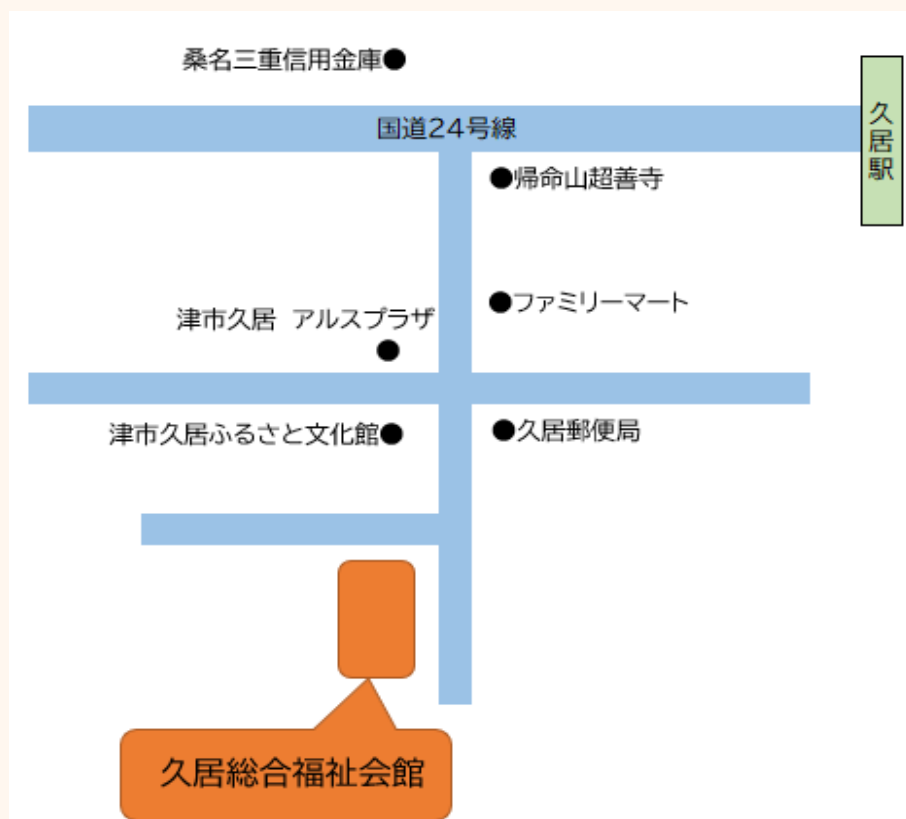 桑名三重信用金庫●
国道24号線
久居駅
●帰命山超善寺
●ファミリーマート
津市久居　アルスプラザ
●
津市久居ふるさと文化館●
●久居郵便局
久居総合福祉会館